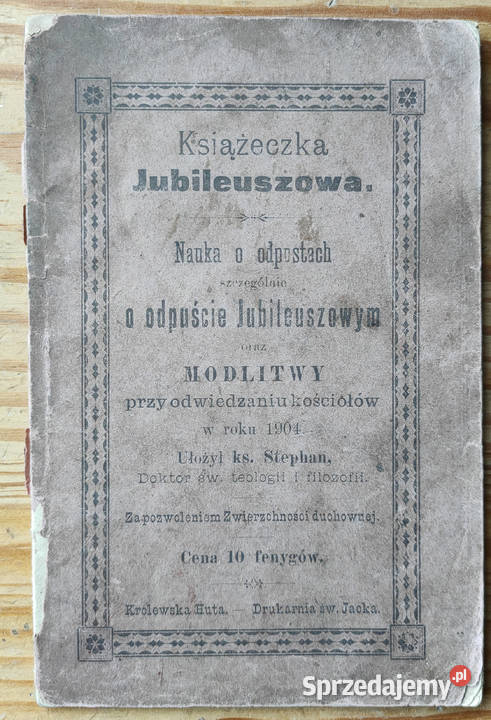 Książeczka
Jubileuszowa.
Nauka o odpustach
szczególnie
o odpuście Jubileuszowym
oraz
MODLITWY
przy odwiedzaniu kościołów
w roku 1904.
Ułożył ks. Stephan,
Doktor św. teologii i filozofii.
Za pozwoleniem Zwierzchności duchownej.
Cena 10 fenygów.
Królewska Huta. — Drukarnia św. Jacka.
Sprzedajemy.pl